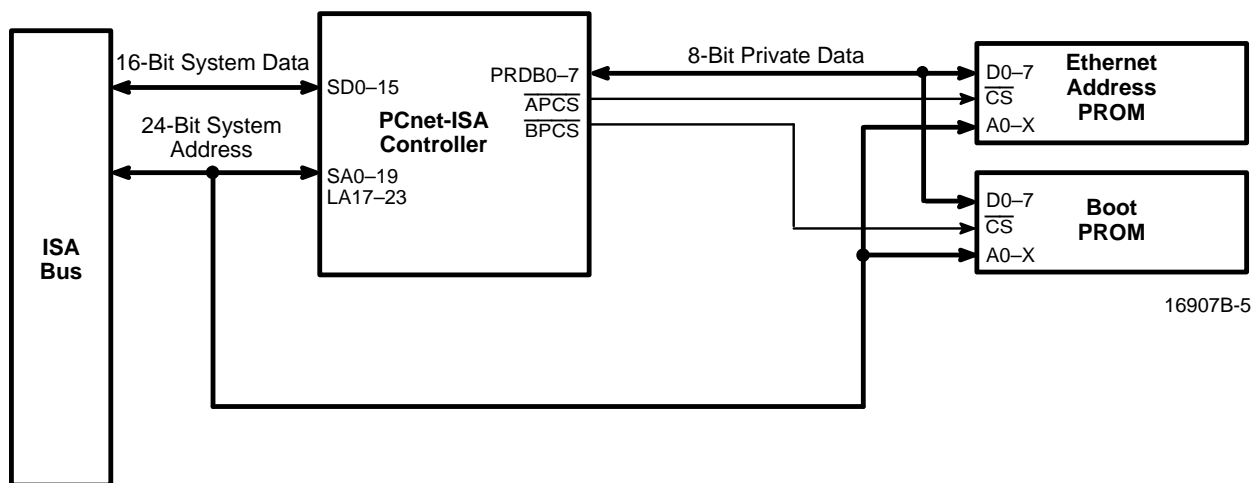 ISA
Bus
16-Bit System Data
24-Bit System
Address
SD0–15
SA0–19
LA17–23
PCnet-ISA
Controller
PRDB0–7
APCS
BPCS
8-Bit Private Data
D0–7
CS
A0–X
Ethernet
Address
PROM
D0–7
CS
A0–X
Boot
PROM
16907B-5